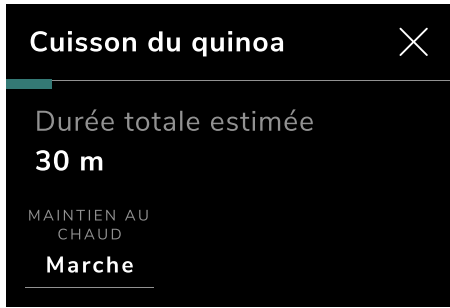 Cuisson du quinoa
Durée totale estimée
30 m
MAINTIEN AU
CHAUD
Marche